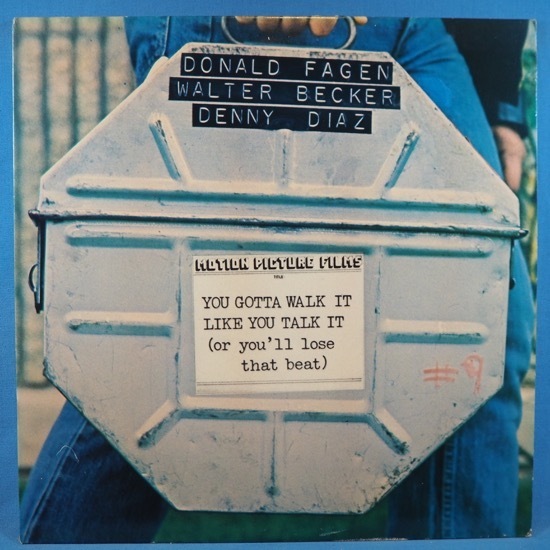 DONALD FAGEN
WALTER BECKER
DENNY DIAZ
MOTION PICTURE FILMS
TITLE
YOU GOTTA WALK IT
LIKE YOU TALK IT
(or you'll lose
that beat)
#9